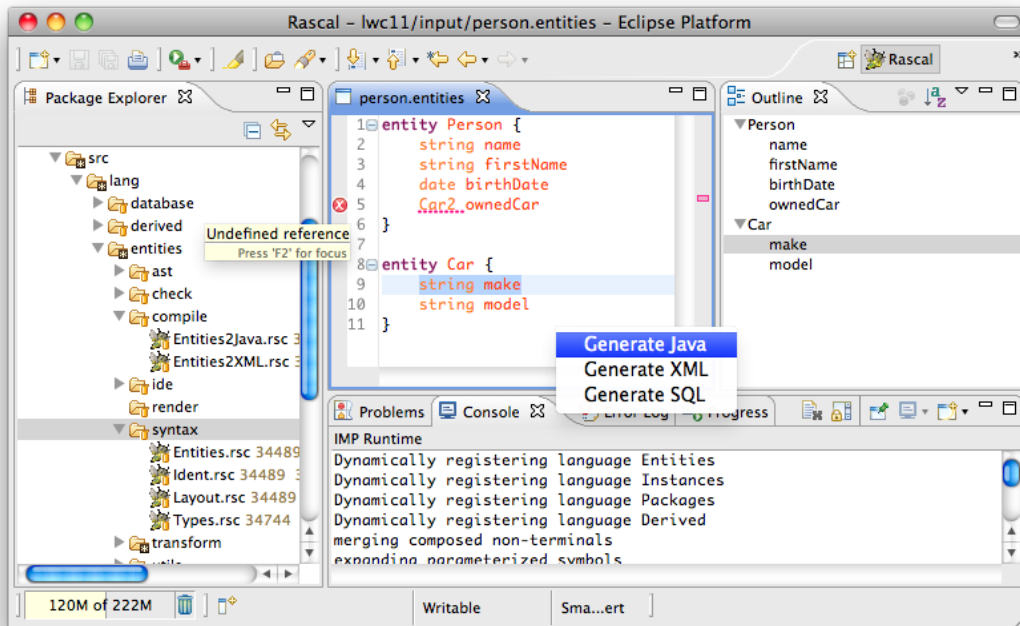 Rascal – lwc11/input/person.entities – Eclipse Platform
Rascal
Package Explorer
src
lang
database
derived
entities
ast
check
compile
Entities2Java.rsc
Entities2XML.rsc
ide
render
syntax
Entities.rsc 34489
Ident.rsc 34489
Layout.rsc 34489
Types.rsc 34744
transform
Undefined reference
Press 'F2' for focus
person.entities
1 entity Person {
2 string name
3 string firstName
4 date birthDate
5 Car2 ownedCar
6 }
7
8 entity Car {
9 string make
10 string model
11 }
Generate Java
Generate XML
Generate SQL
Outline
Person
name
firstName
birthDate
ownedCar
Car
make
model
Problems
Console
Error Log
Progress
IMP Runtime
Dynamically registering language Entities
Dynamically registering language Instances
Dynamically registering language Packages
Dynamically registering language Derived
merging composed non-terminals
expanding parameterized symbols
120M of 222M
Writable
Sma...ert